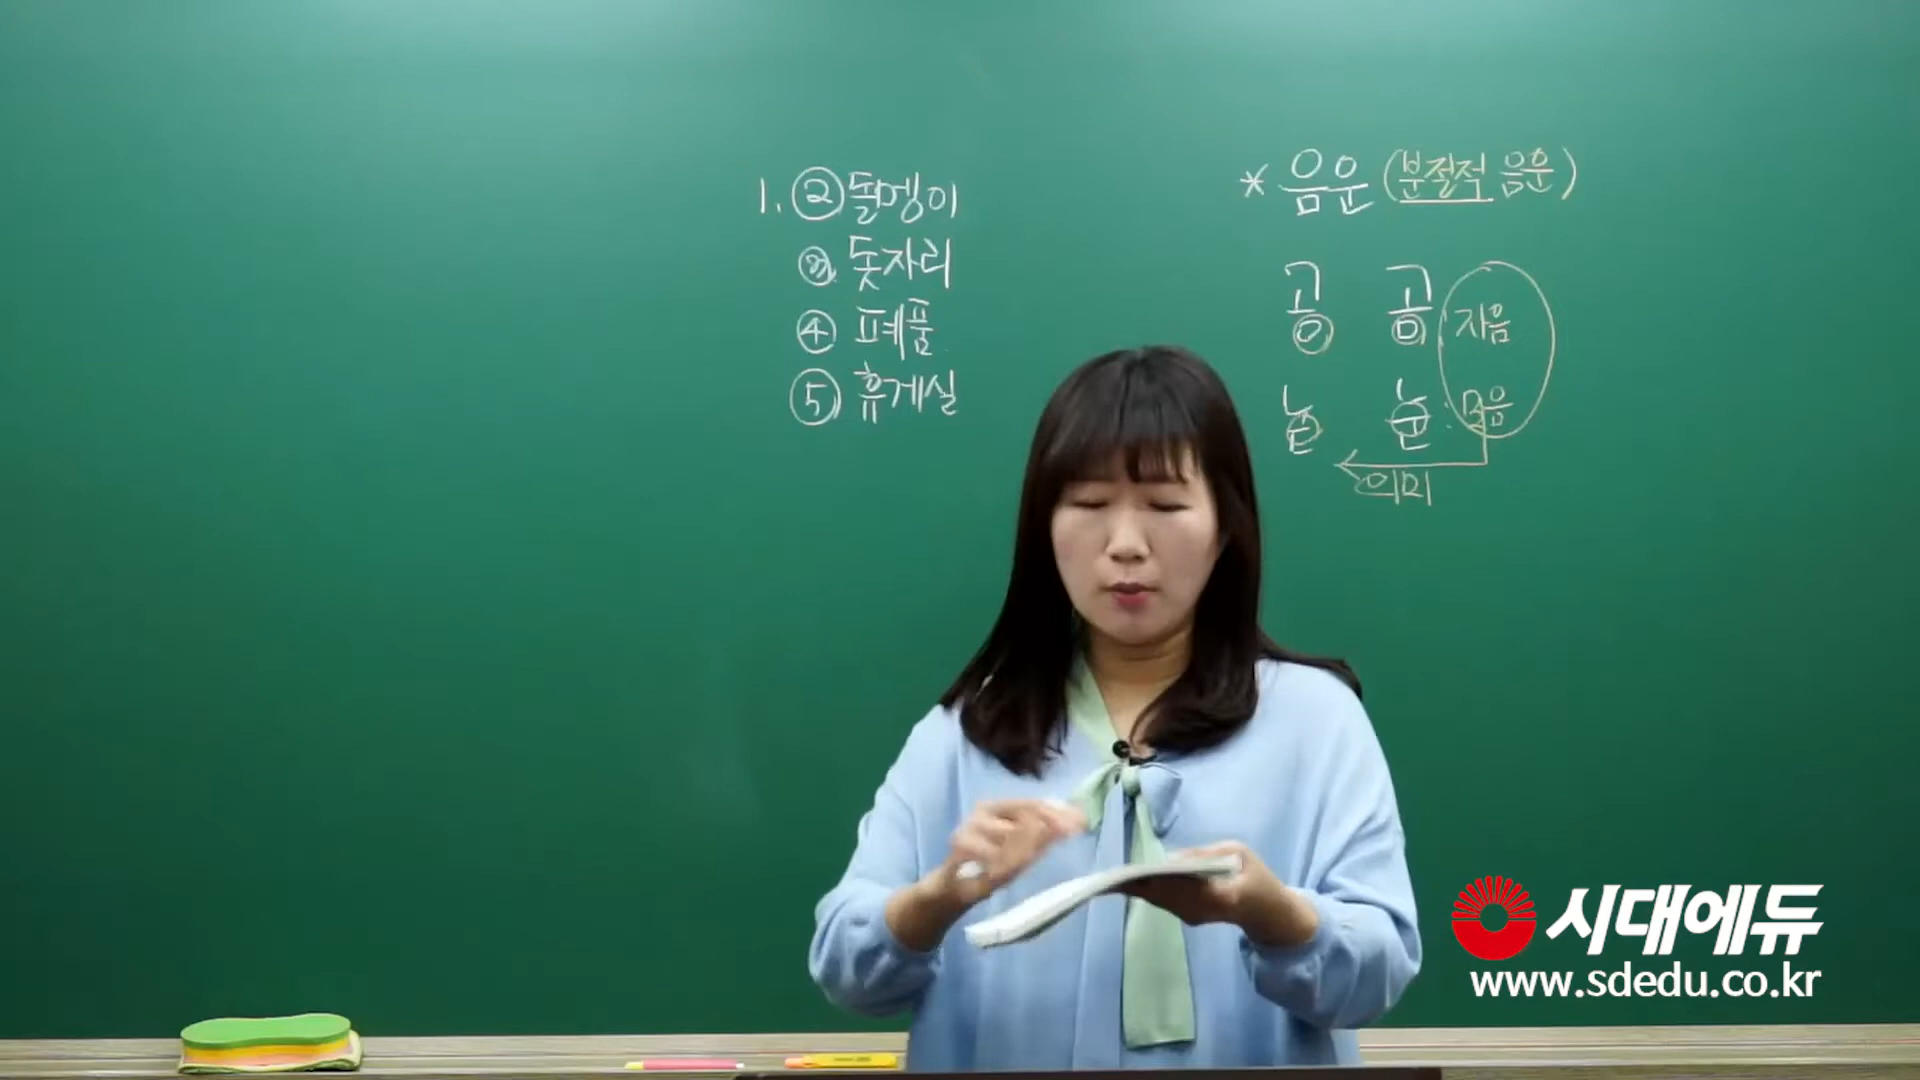 1. ② 돌멩이
③ 돗자리
④ 폐품
⑤ 휴게실
* 음운 (분절적 음운)
공 곰 자음
눈 눈: 모음
의미
시대에듀
www.sdedu.co.kr